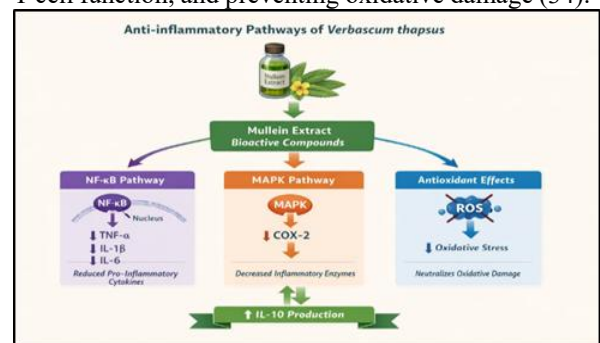 T cell function, and preventing oxidative damage (34).
Anti-inflammatory Pathways of Verbascum thapsus
Mullein
Extract
Mullein Extract
Bioactive Compounds
NF-κB Pathway
NF-κB
Nucleus
↓ TNF-α
↓ IL-1β
↓ IL-6
Reduced Pro-Inflammatory
Cytokines
MAPK Pathway
MAPK
↓ COX-2
Decreased Inflammatory Enzymes
Antioxidant Effects
ROS
↓ Oxidative Stress
Neutralizes Oxidative Damage
↑ IL-10 Production